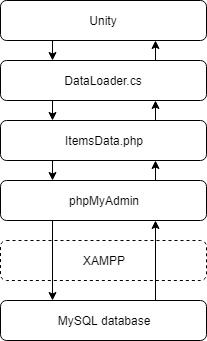 Unity
DataLoader.cs
ItemsData.php
phpMyAdmin
XAMPP
MySQL database